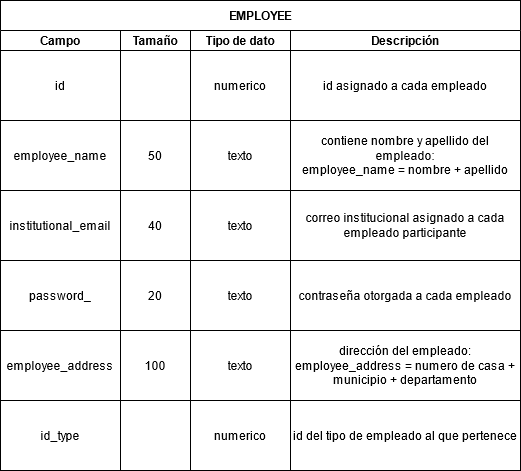 EMPLOYEE
Campo Tamaño Tipo de dato Descripción
id numerico id asignado a cada empleado
employee_name 50 texto contiene nombre y apellido del
empleado:
employee_name = nombre + apellido
institutional_email 40 texto correo institucional asignado a cada
empleado participante
password_ 20 texto contraseña otorgada a cada empleado
employee_address 100 texto dirección del empleado:
employee_address = numero de casa +
municipio + departamento
id_type numerico id del tipo de empleado al que pertenece